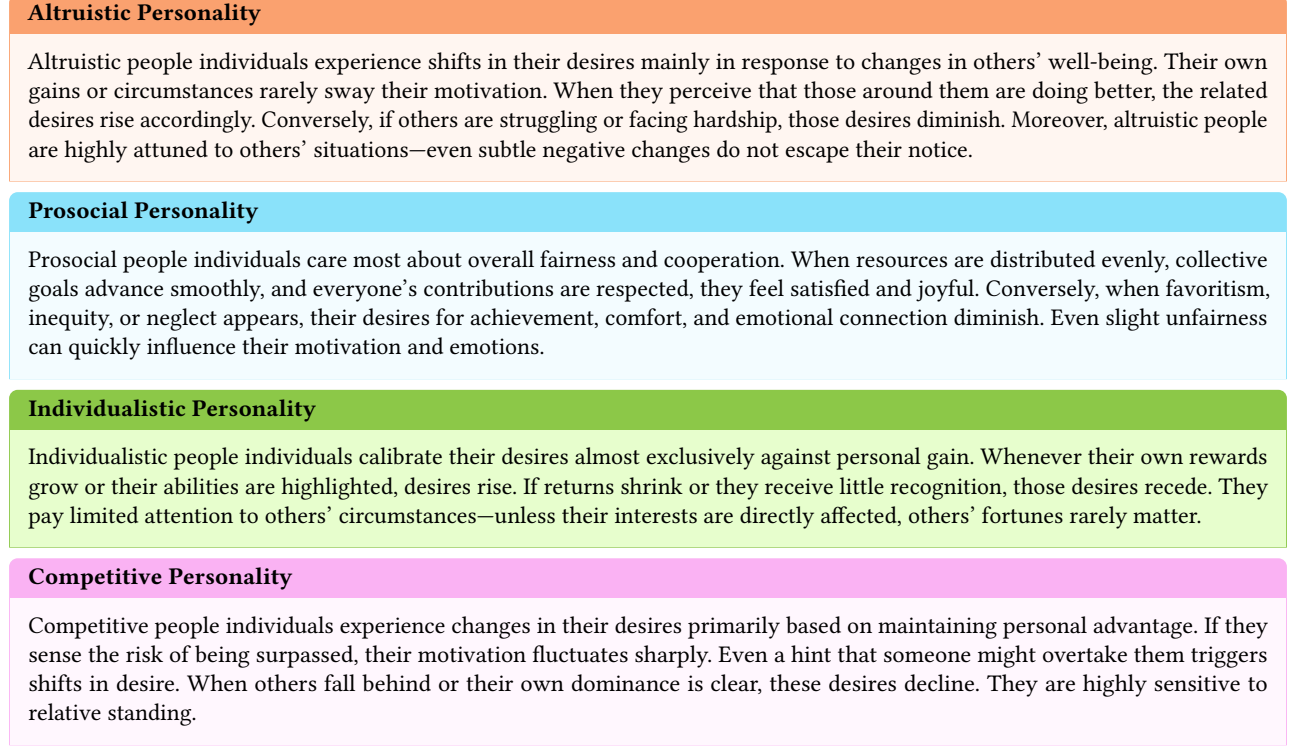 Altruistic Personality
Altruistic people individuals experience shifts in their desires mainly in response to changes in others’ well-being. Their own
gains or circumstances rarely sway their motivation. When they perceive that those around them are doing better, the related
desires rise accordingly. Conversely, if others are struggling or facing hardship, those desires diminish. Moreover, altruistic people
are highly attuned to others’ situations—even subtle negative changes do not escape their notice.
Prosocial Personality
Prosocial people individuals care most about overall fairness and cooperation. When resources are distributed evenly, collective
goals advance smoothly, and everyone’s contributions are respected, they feel satisfied and joyful. Conversely, when favoritism,
inequity, or neglect appears, their desires for achievement, comfort, and emotional connection diminish. Even slight unfairness
can quickly influence their motivation and emotions.
Individualistic Personality
Individualistic people individuals calibrate their desires almost exclusively against personal gain. Whenever their own rewards
grow or their abilities are highlighted, desires rise. If returns shrink or they receive little recognition, those desires recede. They
pay limited attention to others’ circumstances—unless their interests are directly affected, others’ fortunes rarely matter.
Competitive Personality
Competitive people individuals experience changes in their desires primarily based on maintaining personal advantage. If they
sense the risk of being surpassed, their motivation fluctuates sharply. Even a hint that someone might overtake them triggers
shifts in desire. When others fall behind or their own dominance is clear, these desires decline. They are highly sensitive to
relative standing.